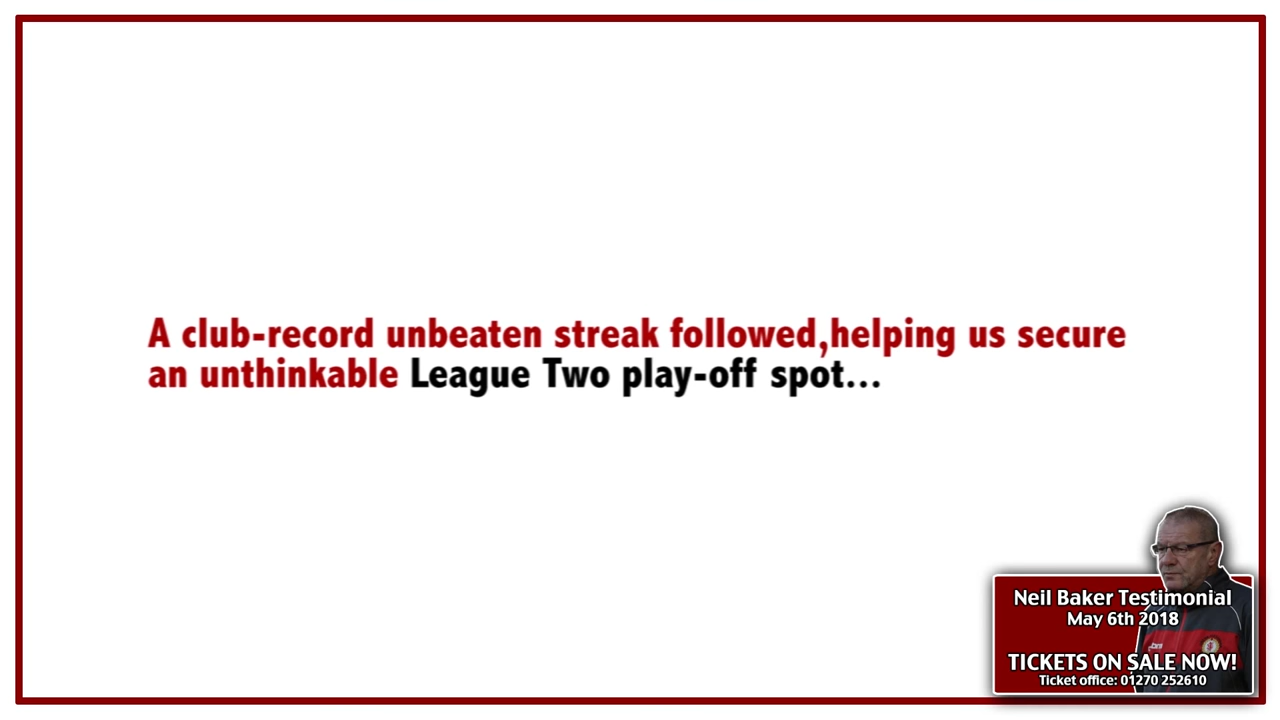 A club-record unbeaten streak followed,helping us secure
an unthinkable League Two play-off spot...
Neil Baker Testimonial
May 6th 2018
TICKETS ON SALE NOW!
Ticket office: 01270 252610